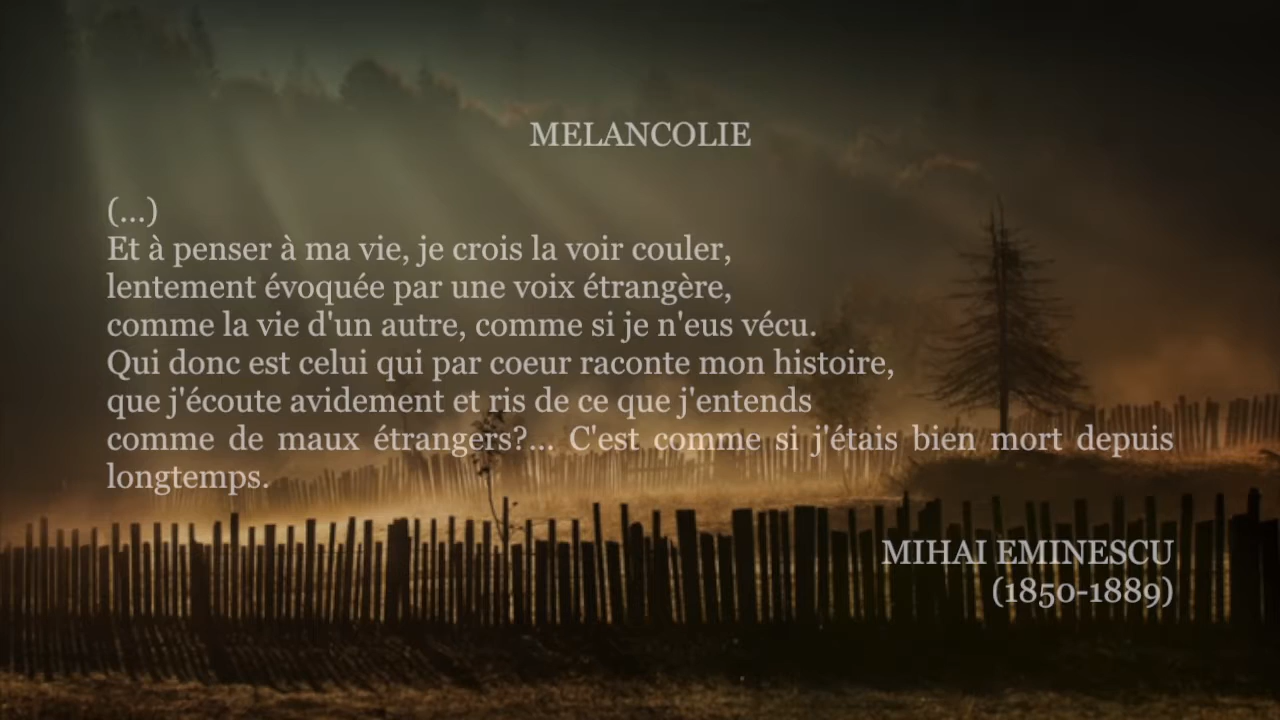 MELANCOLIE
(...)
Et à penser à ma vie, je crois la voir couler,
lentement évoquée par une voix étrangère,
comme la vie d'un autre, comme si je n'eus vécu.
Qui donc est celui qui par coeur raconte mon histoire,
que j'écoute avidement et ris de ce que j'entends
comme de maux étrangers?... C'est comme si j'étais bien mort depuis
longtemps.
MIHAI EMINESCU
(1850-1889)